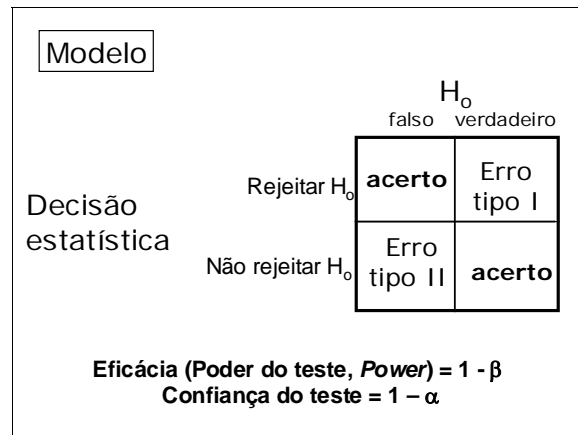 Modelo
Ho
falso verdadeiro
Rejeitar Ho acerto Erro tipo I
Decisão estatística
Não rejeitar Ho Erro tipo II acerto
Eficácia (Poder do teste, Power) = 1 - β
Confiança do teste = 1 – α